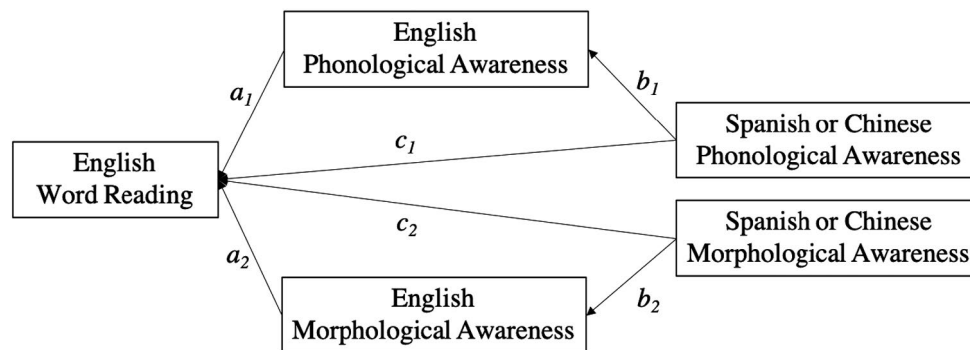 English
Phonological Awareness
a₁
b₁
Spanish or Chinese
Phonological Awareness
c₁
English
Word Reading
c₂
Spanish or Chinese
Morphological Awareness
a₂
b₂
English
Morphological Awareness